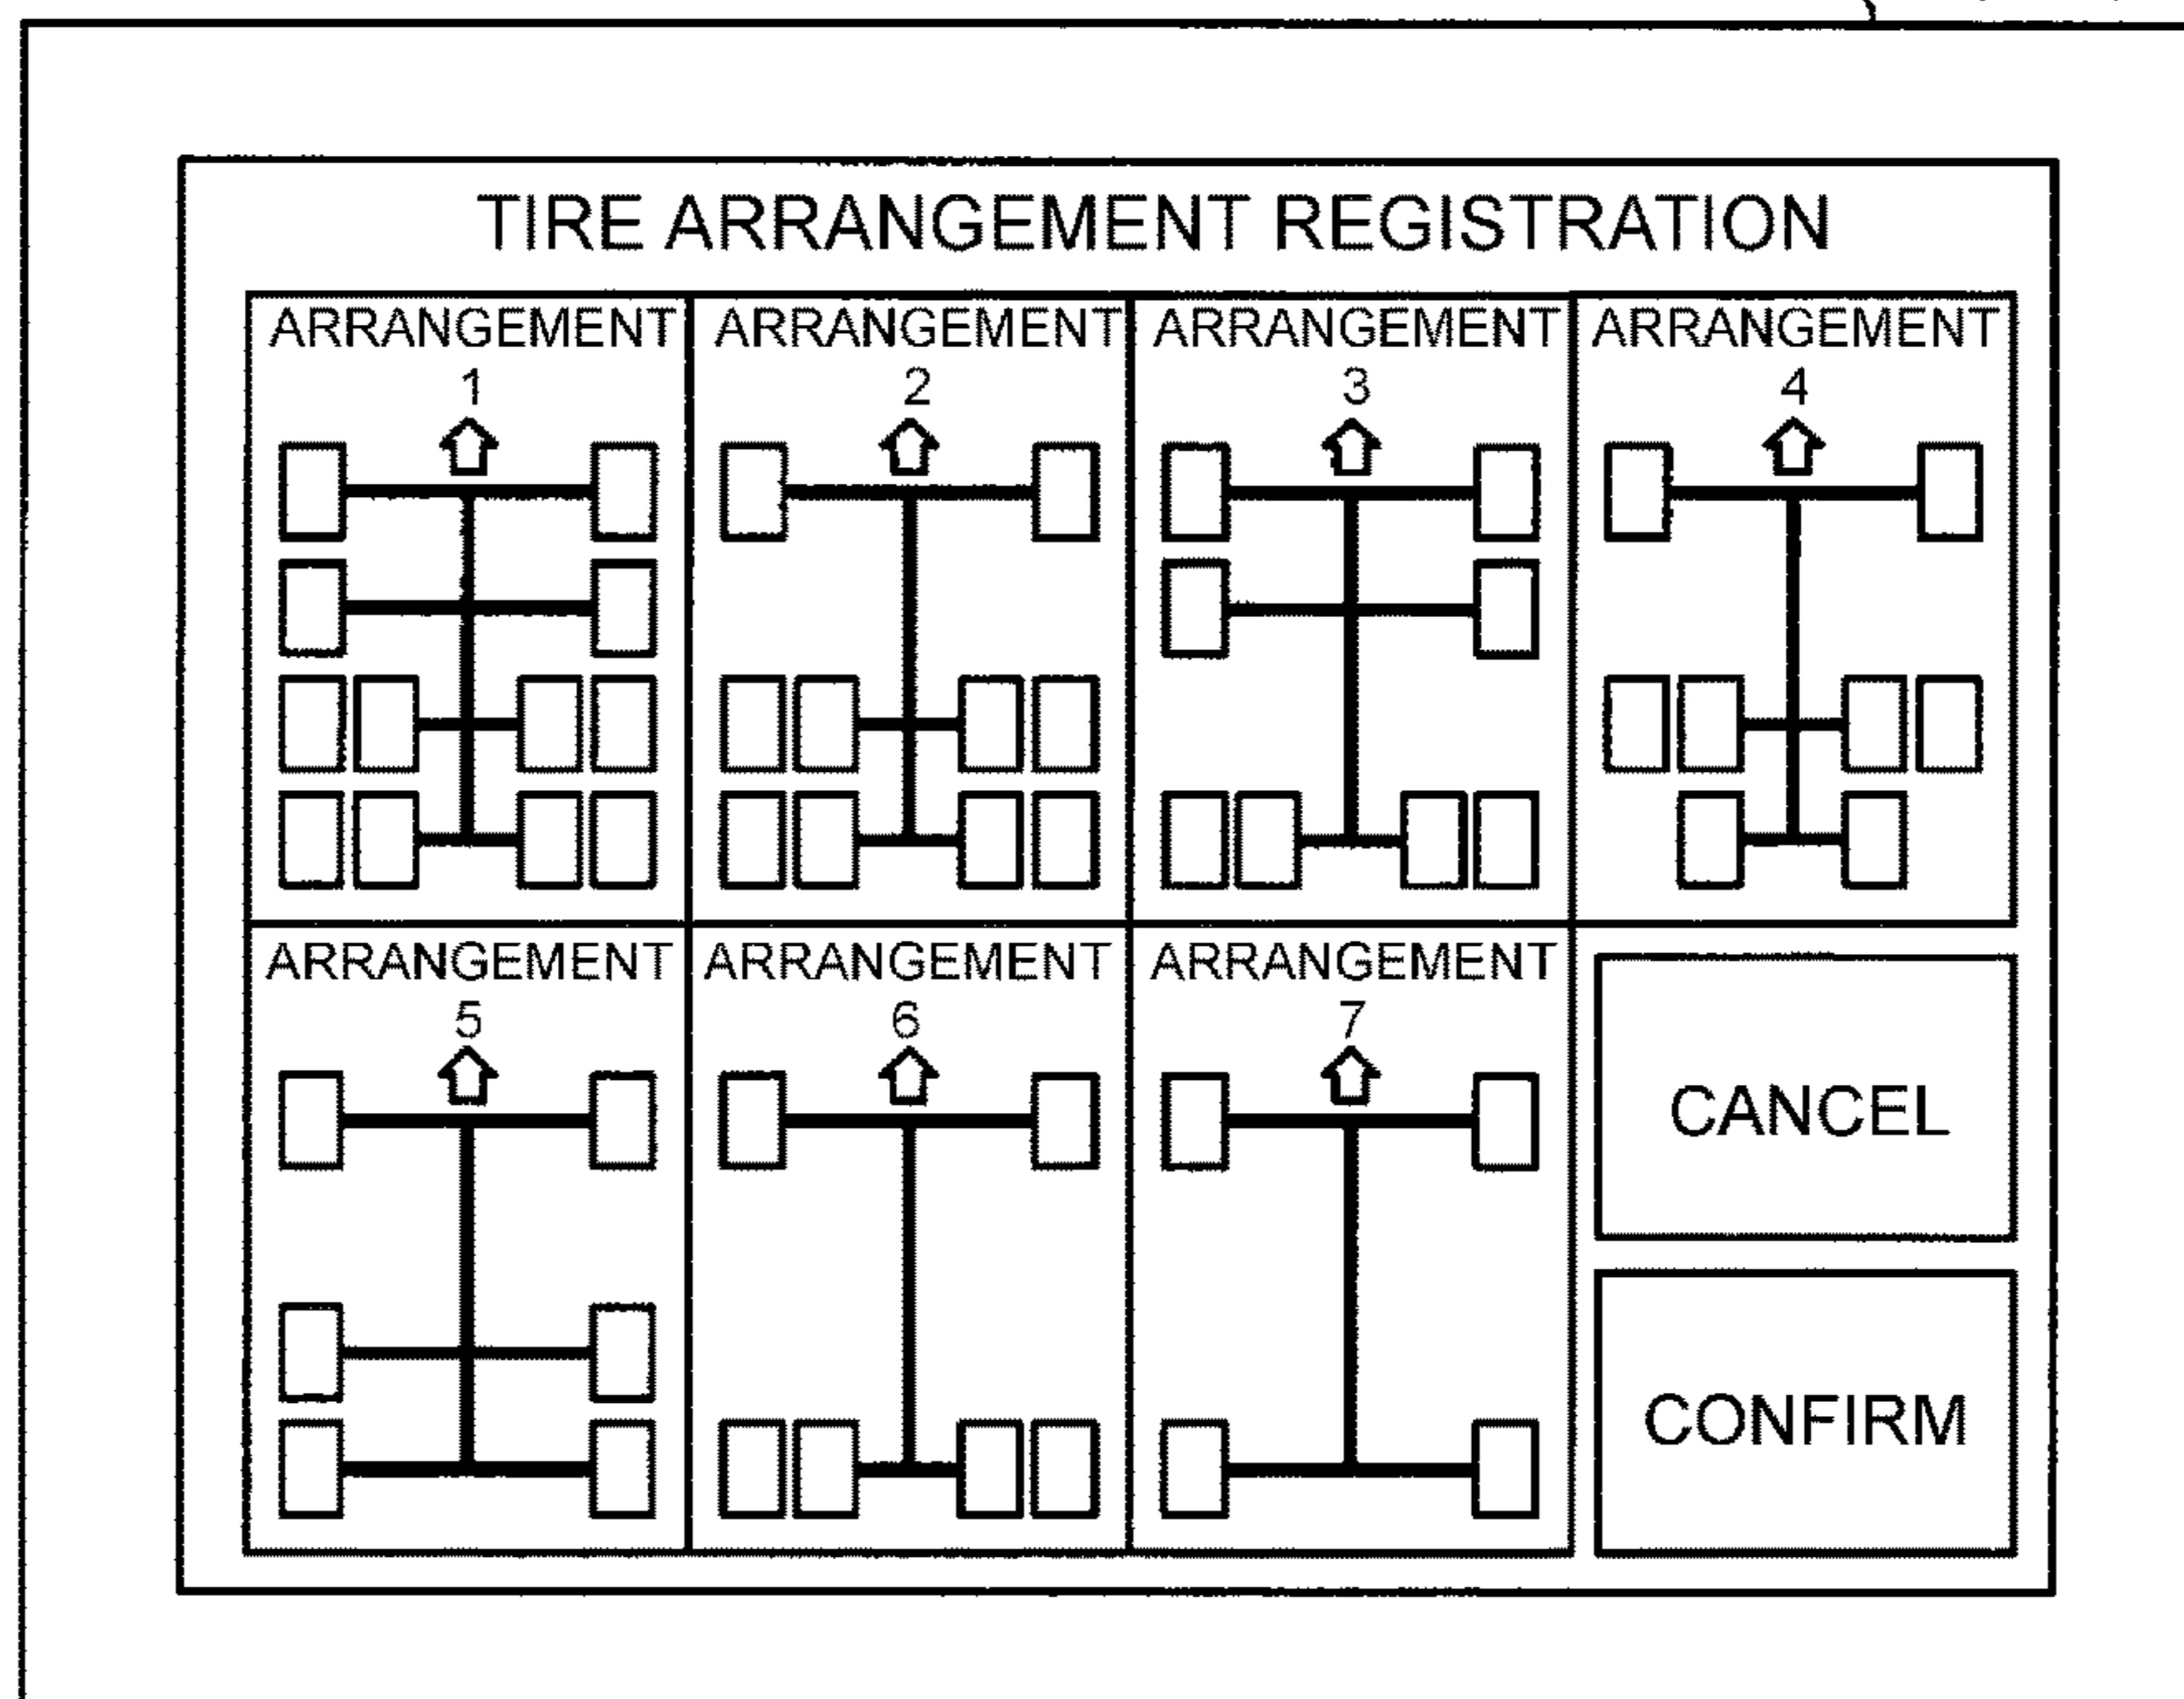 TIRE ARRANGEMENT REGISTRATION
ARRANGEMENT
1
ARRANGEMENT
2
ARRANGEMENT
3
ARRANGEMENT
4
ARRANGEMENT
5
ARRANGEMENT
6
ARRANGEMENT
7
CANCEL
CONFIRM